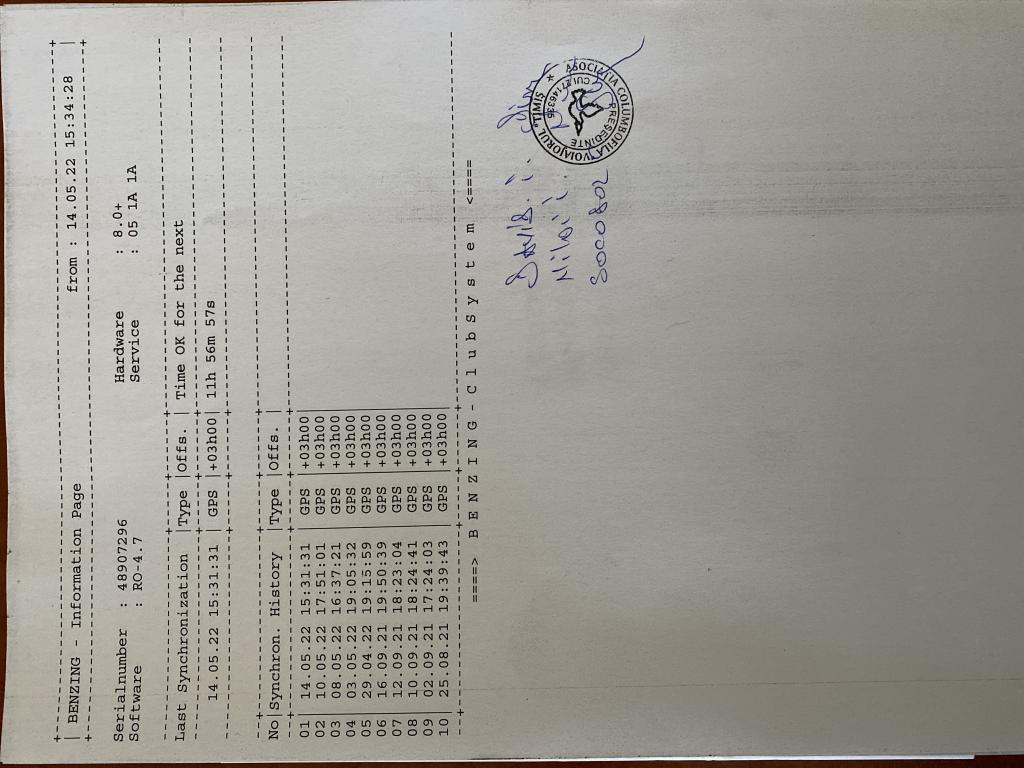 +-----------------------------------------------------------------+
| BENZING - Information Page from : 14.05.22 15:34:28 |
+-----------------------------------------------------------------+
Serialnumber : 48907296 Hardware : 8.0+
Software : RO-4.7 Service : 05 1A 1A
Last Synchronization |Type |Offs. | Time OK for the next
14.05.22 15:31:31 | GPS |+03h00| 11h 56m 57s
No|Synchron. History |Type |Offs. |
01| 14.05.22 15:31:31 | GPS |+03h00|
02| 10.05.22 17:51:01 | GPS |+03h00|
03| 08.05.22 16:37:21 | GPS |+03h00|
04| 03.05.22 19:05:32 | GPS |+03h00|
05| 29.04.22 19:15:59 | GPS |+03h00|
06| 16.09.21 19:50:39 | GPS |+03h00|
07| 12.09.21 18:23:04 | GPS |+03h00|
08| 10.09.21 18:24:41 | GPS |+03h00|
09| 02.09.21 17:24:03 | GPS |+03h00|
10| 25.08.21 19:39:43 | GPS |+03h00|
====> B E N Z I N G - C l u b S y s t e m <====
ASOCIATIA COLUMBOFILA "VOIAJORUL" TIMIS *
CUI 27146335
PRESEDINTE